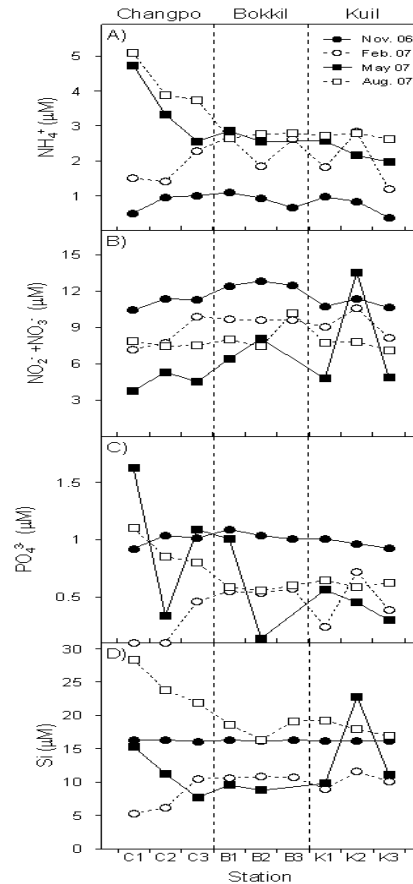 Changpo Bokkil Kuil
A)
Nov. 06
Feb. 07
May 07
Aug. 07
NH₄⁺ (μM)
5
4
3
2
1
B)
NO₂⁻+NO₃⁻ (μM)
15
12
9
6
3
C)
PO₄³⁻ (μM)
1.5
1
0.5
D)
Si (μM)
30
25
20
15
10
5
0
C1 C2 C3 B1 B2 B3 K1 K2 K3
Station